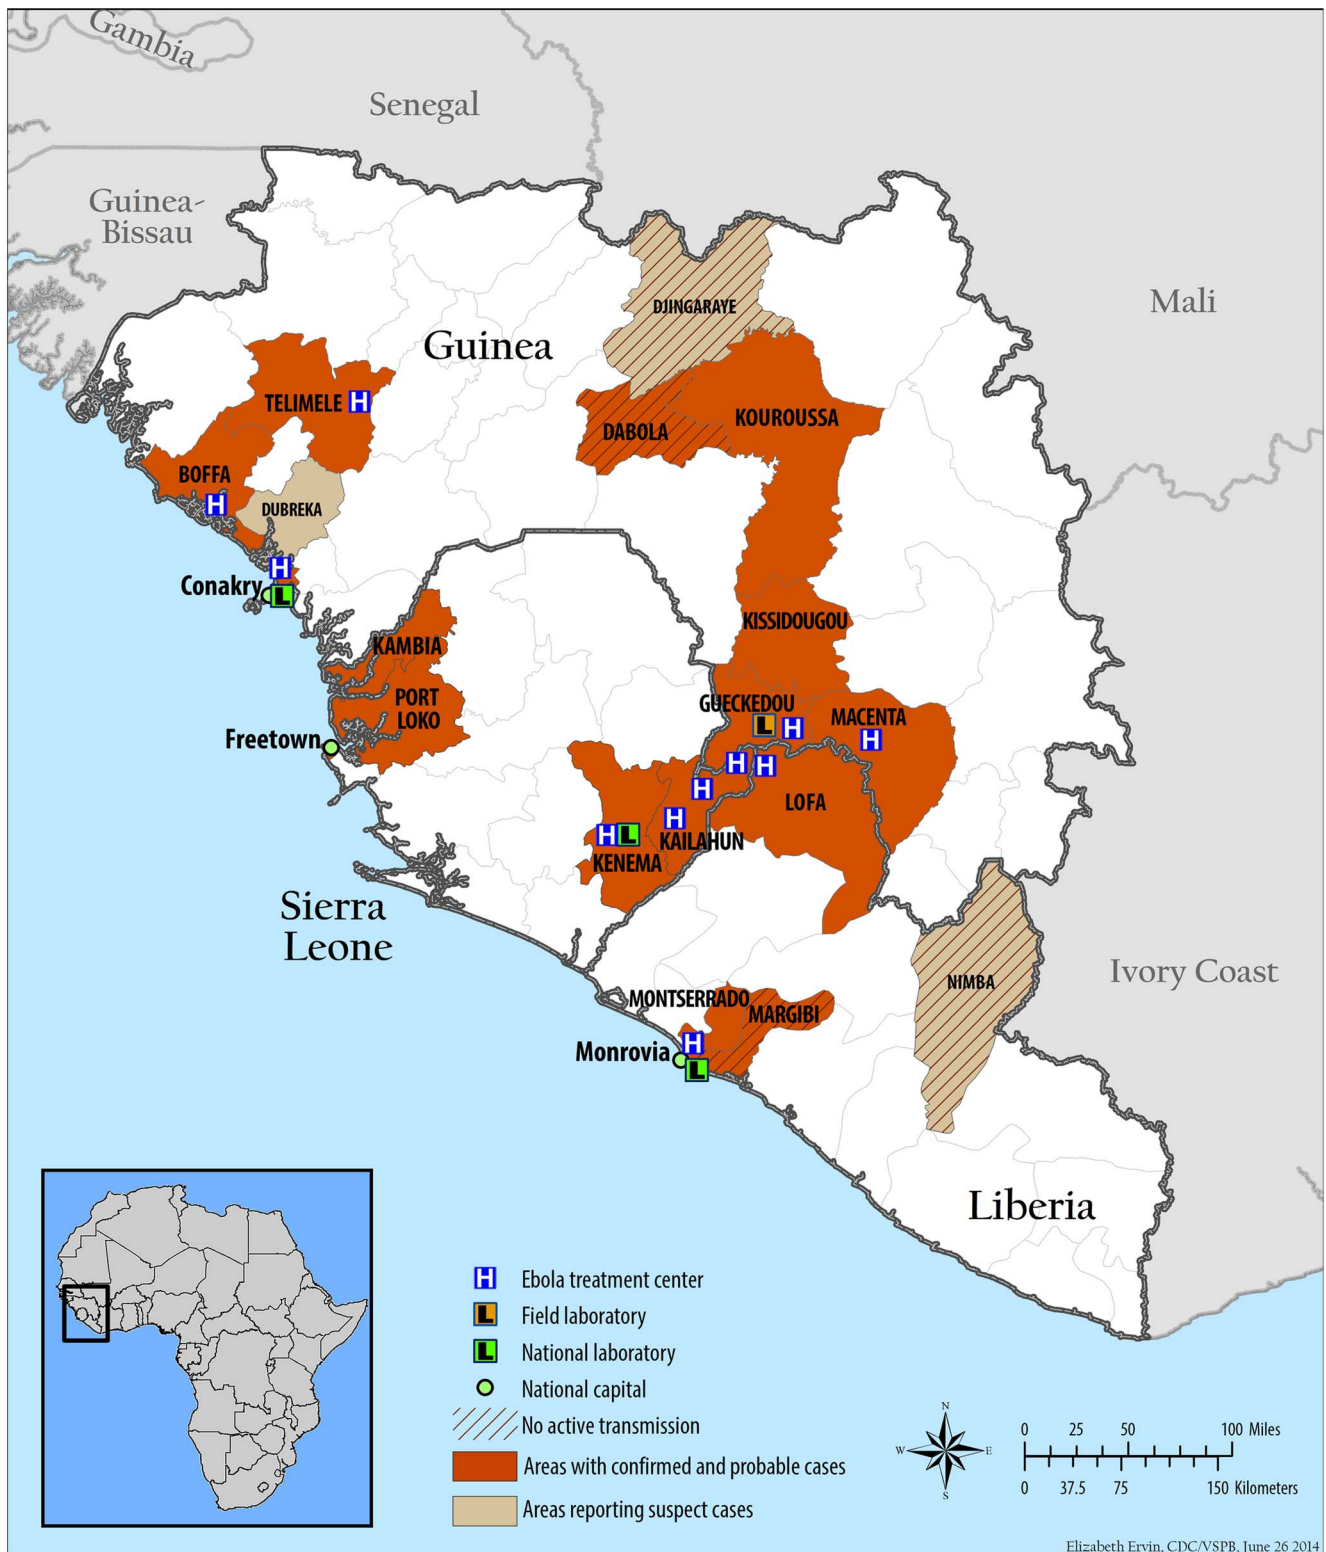 Gambia
Senegal
Guinea-
Bissau
Mali
DJINGARAYE
Guinea
TELIMELE H
KOUROUSSA
DABOLA
BOFFA
H
DUBREKA
H
Conakry L
KISSIDOUGOU
KAMBIA
PORT
LOKO
GUECKEDOU
L H
MACENTA
H
Freetown
H H
H
LOFA
H
H L
KAILAHUN
KENEMA
Sierra
Leone
Ivory Coast
NIMBA
MONTSERRADO
MARGIBI
H
Monrovia
L
Liberia
H Ebola treatment center
L Field laboratory
L National laboratory
National capital
No active transmission
Areas with confirmed and probable cases
Areas reporting suspect cases
N
W E
S
0 25 50 100 Miles
0 37.5 75 150 Kilometers
Elizabeth Ervin, CDC/VSPB, June 26 2014